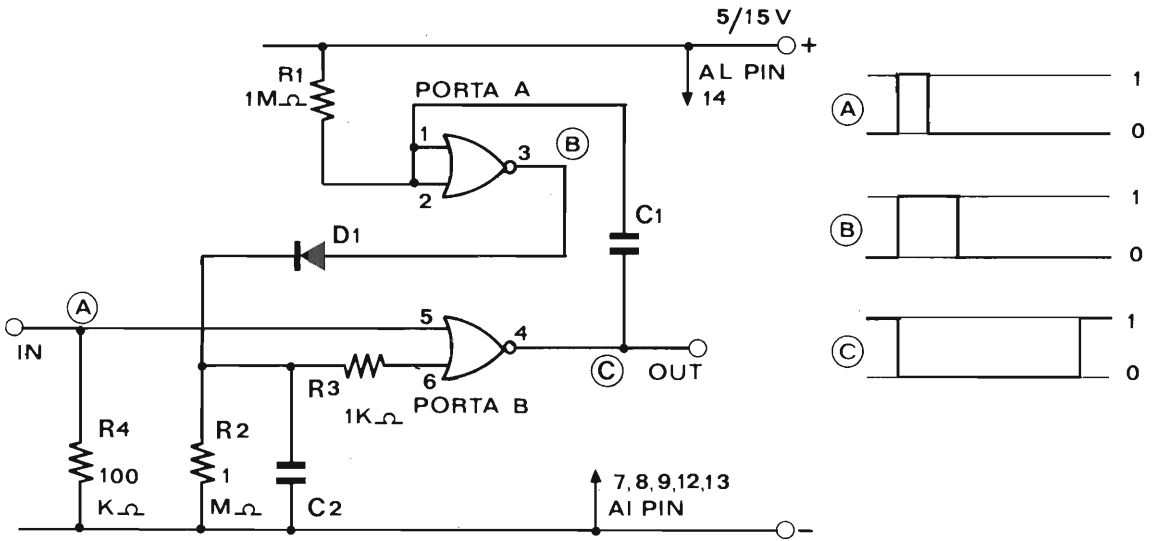 5/15 V
+
R1
1MΩ
PORTA A
AL PIN
14
1
2
3
B
C1
D1
A
IN
5
6
4
C
OUT
R3
1KΩ
PORTA B
R4
100
KΩ
R2
1
MΩ
C2
7,8,9,12,13
AI PIN
−
A
1
0
B
1
0
C
1
0